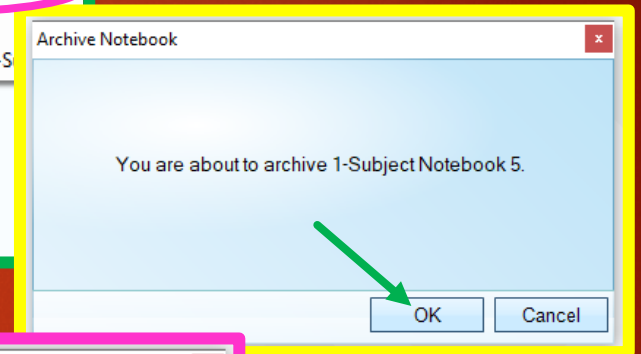 Archive Notebook
x
You are about to archive 1-Subject Notebook 5.
OK
Cancel